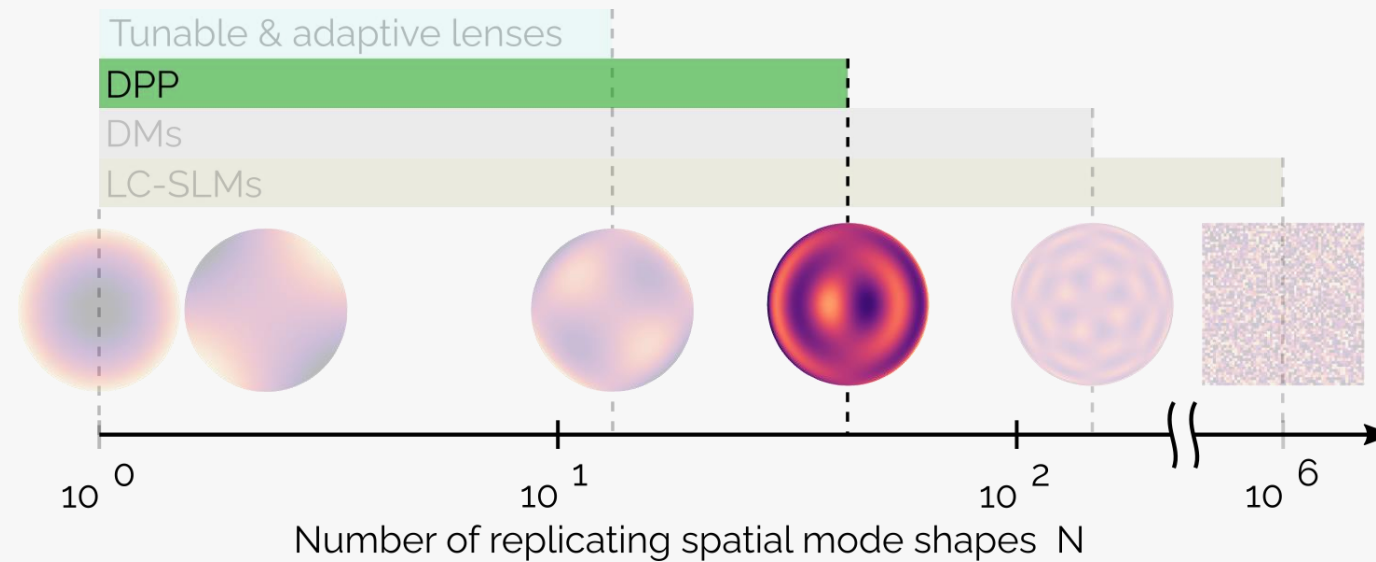 Tunable & adaptive lenses
DPP
DMs
LC-SLMs
10 0 10 1 10 2 10 6
Number of replicating spatial mode shapes N